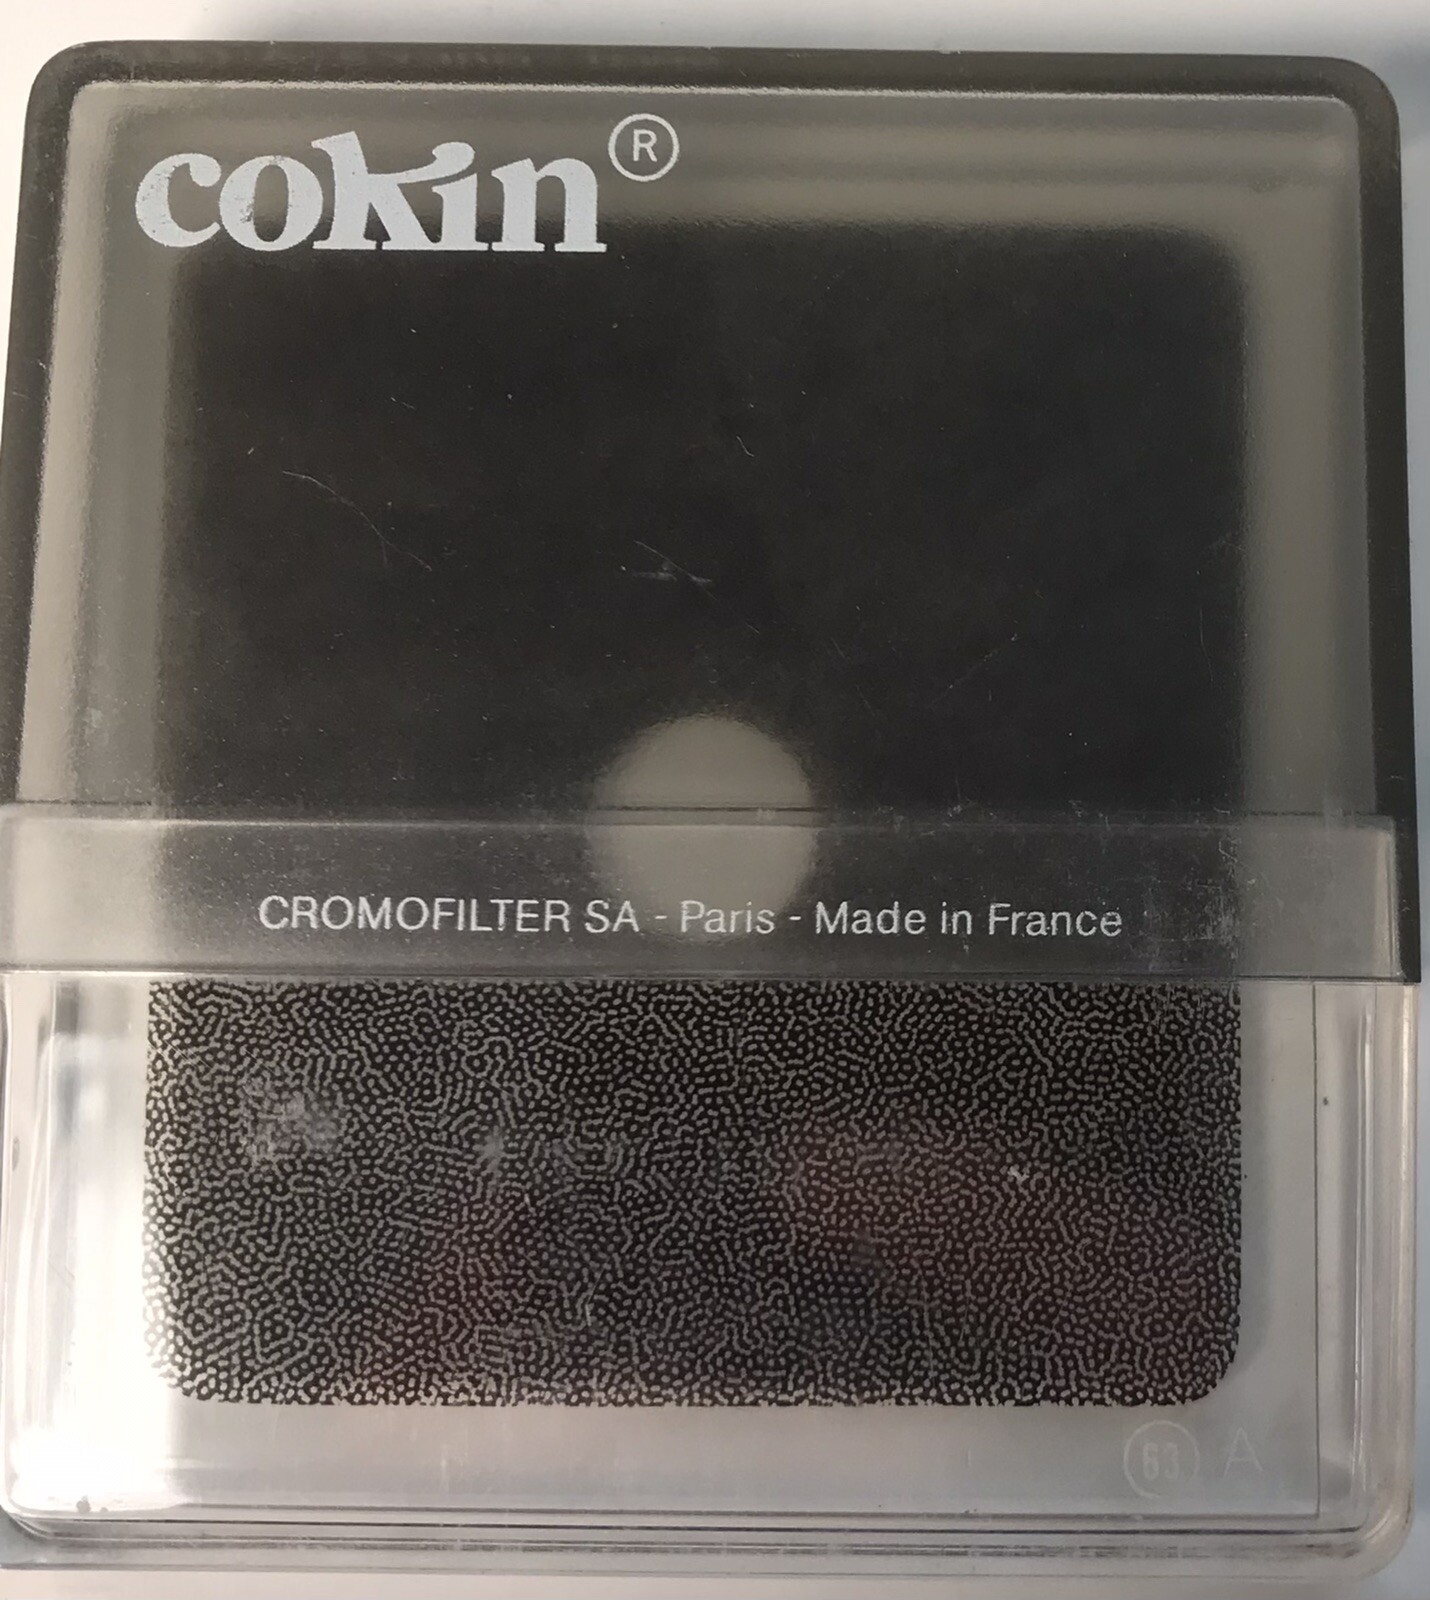 cokin®
CROMOFILTER SA - Paris - Made in France
63 A